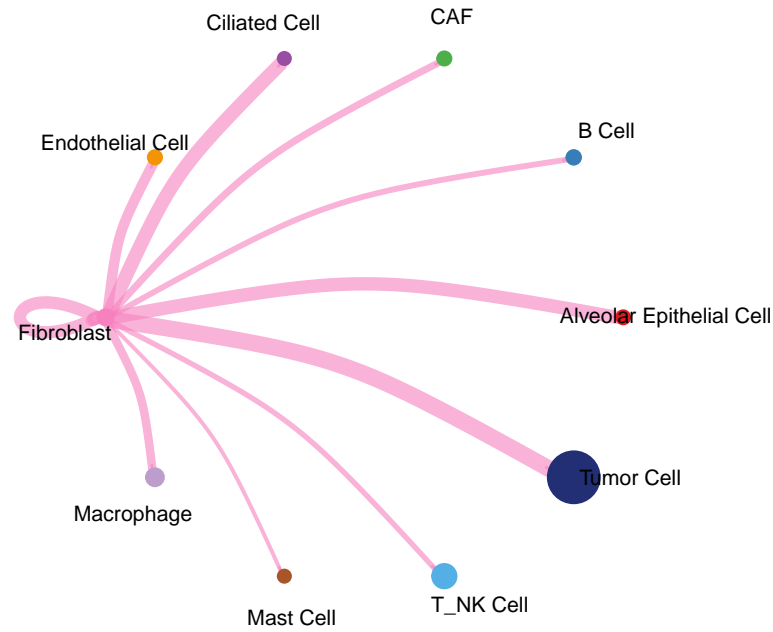 Ciliated Cell
CAF
B Cell
Endothelial Cell
Alveolar Epithelial Cell
Fibroblast
Tumor Cell
Macrophage
T_NK Cell
Mast Cell